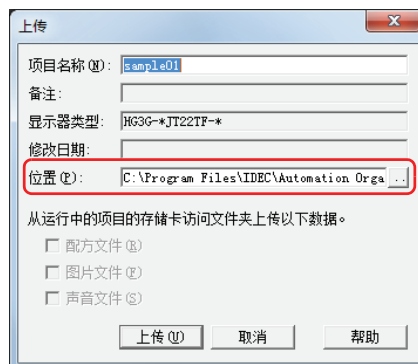 上传
项目名称(N): sample01
备注:
显示器类型: HG3G-*JT22TF-*
修改日期:
位置(P): C:\Program Files\IDEC\Automation Orga ...
从运行中的项目的存储卡访问文件夹上传以下数据。
配方文件(R)
图片文件(F)
声音文件(S)
上传(U) 取消 帮助